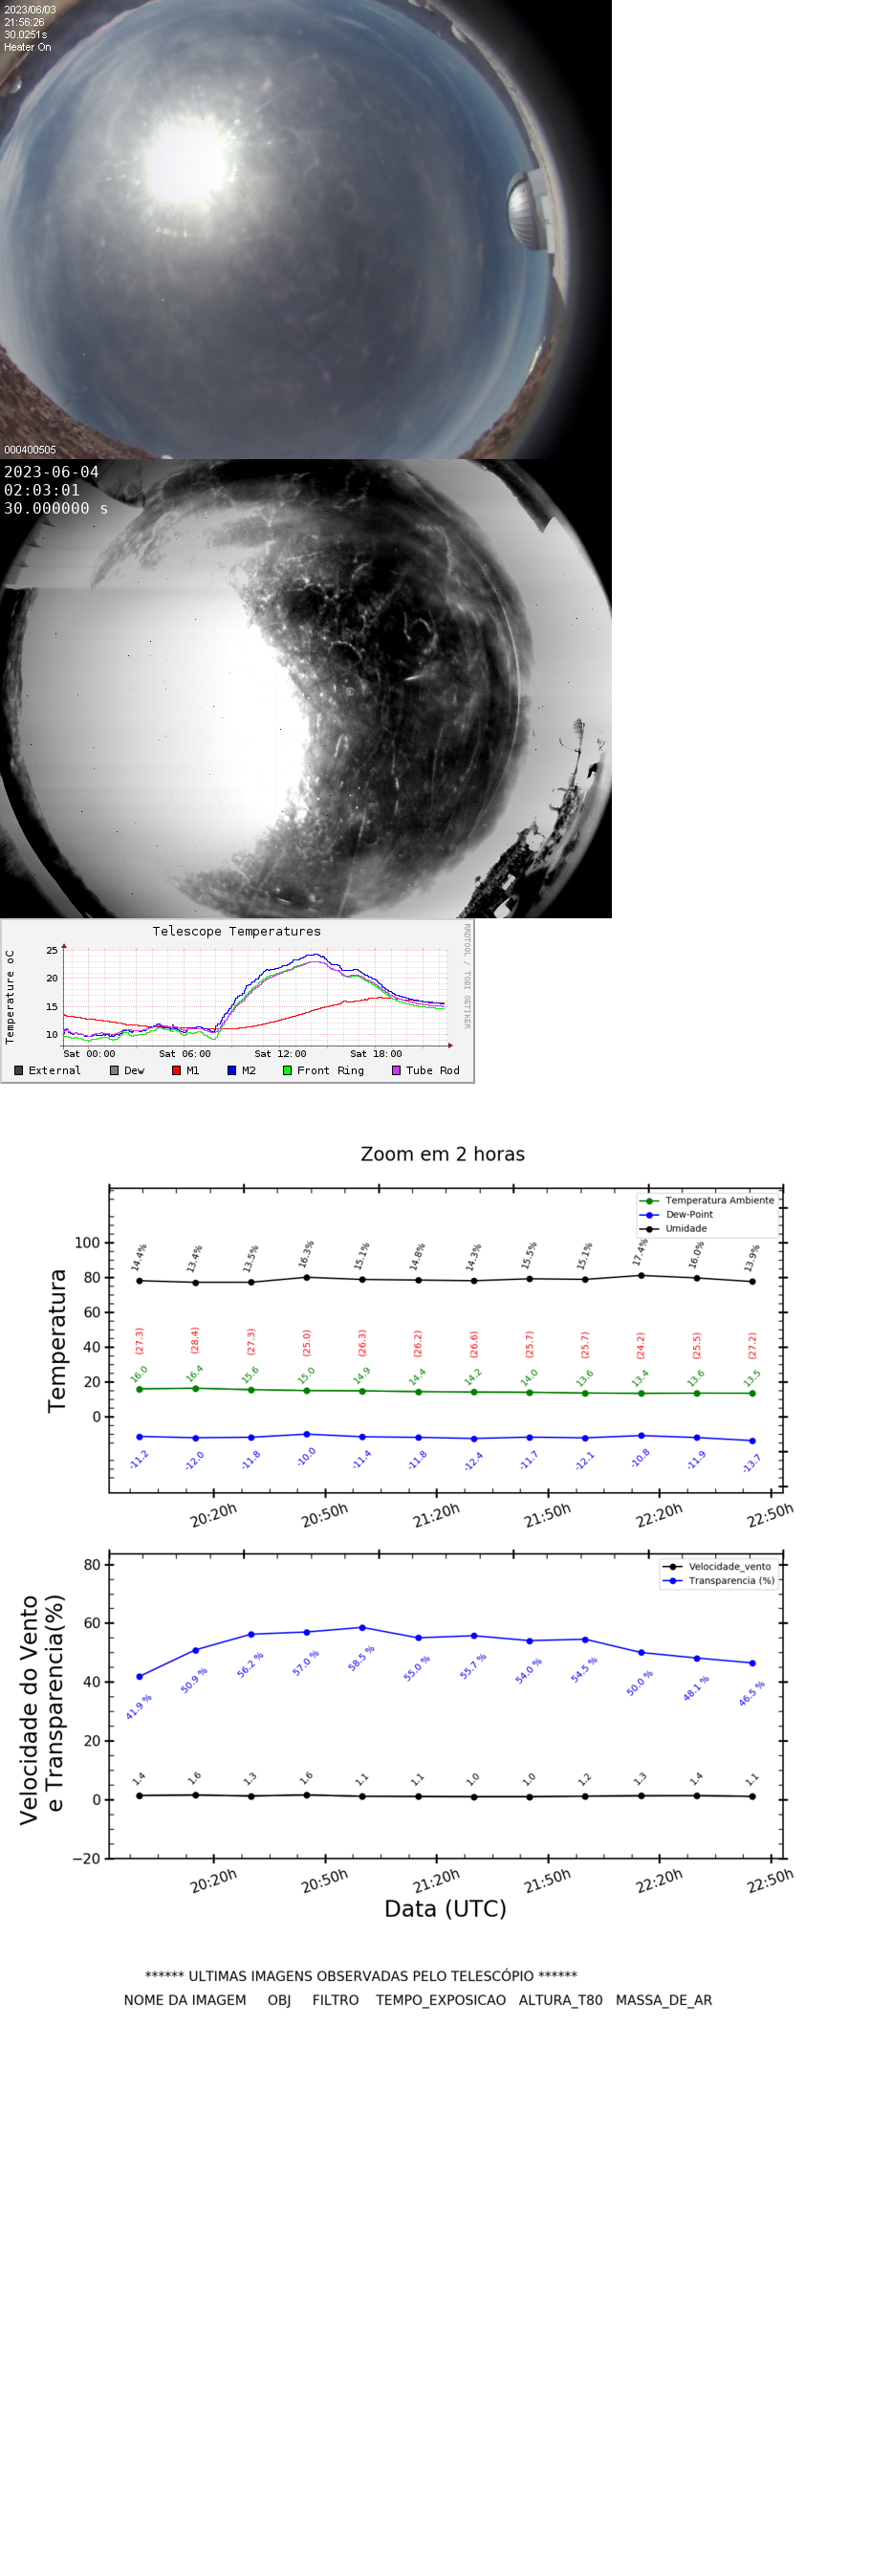 2023/06/03
21:56:26
30.0251s
Heater On
000400505
2023-06-04
02:03:01
30.000000 s
Telescope Temperatures
RRDTOOL / TOBI OETIKER
Temperature oC
25
20
15
10
Sat 00:00 Sat 06:00 Sat 12:00 Sat 18:00
External Dew M1 M2 Front Ring Tube Rod
Zoom em 2 horas
Temperatura
Temperatura Ambiente
Dew-Point
Umidade
100
80
60
40
20
0
14.4% 13.4% 13.5% 16.3% 15.1% 14.8% 14.3% 15.5% 15.1% 17.4% 16.0% 13.9%
(27.3) (28.4) (27.3) (25.0) (26.3) (26.2) (26.6) (25.7) (25.7) (24.2) (25.5) (27.2)
16.0 16.4 15.6 15.0 14.9 14.4 14.2 14.0 13.6 13.4 13.6 13.5
-11.2 -12.0 -11.8 -10.0 -11.4 -11.8 -12.4 -11.7 -12.1 -10.8 -11.9 -13.7
20:20h 20:50h 21:20h 21:50h 22:20h 22:50h
Velocidade do Vento
e Transparencia(%)
Velocidade_vento
Transparencia (%)
80
60
40
20
0
−20
41.9 % 50.9 % 56.2 % 57.0 % 58.5 % 55.0 % 55.7 % 54.0 % 54.5 % 50.0 % 48.1 % 46.5 %
1.4 1.6 1.3 1.6 1.1 1.1 1.0 1.0 1.2 1.3 1.4 1.1
20:20h 20:50h 21:20h 21:50h 22:20h 22:50h
Data (UTC)
****** ULTIMAS IMAGENS OBSERVADAS PELO TELESCÓPIO ******
NOME DA IMAGEM OBJ FILTRO TEMPO_EXPOSICAO ALTURA_T80 MASSA_DE_AR